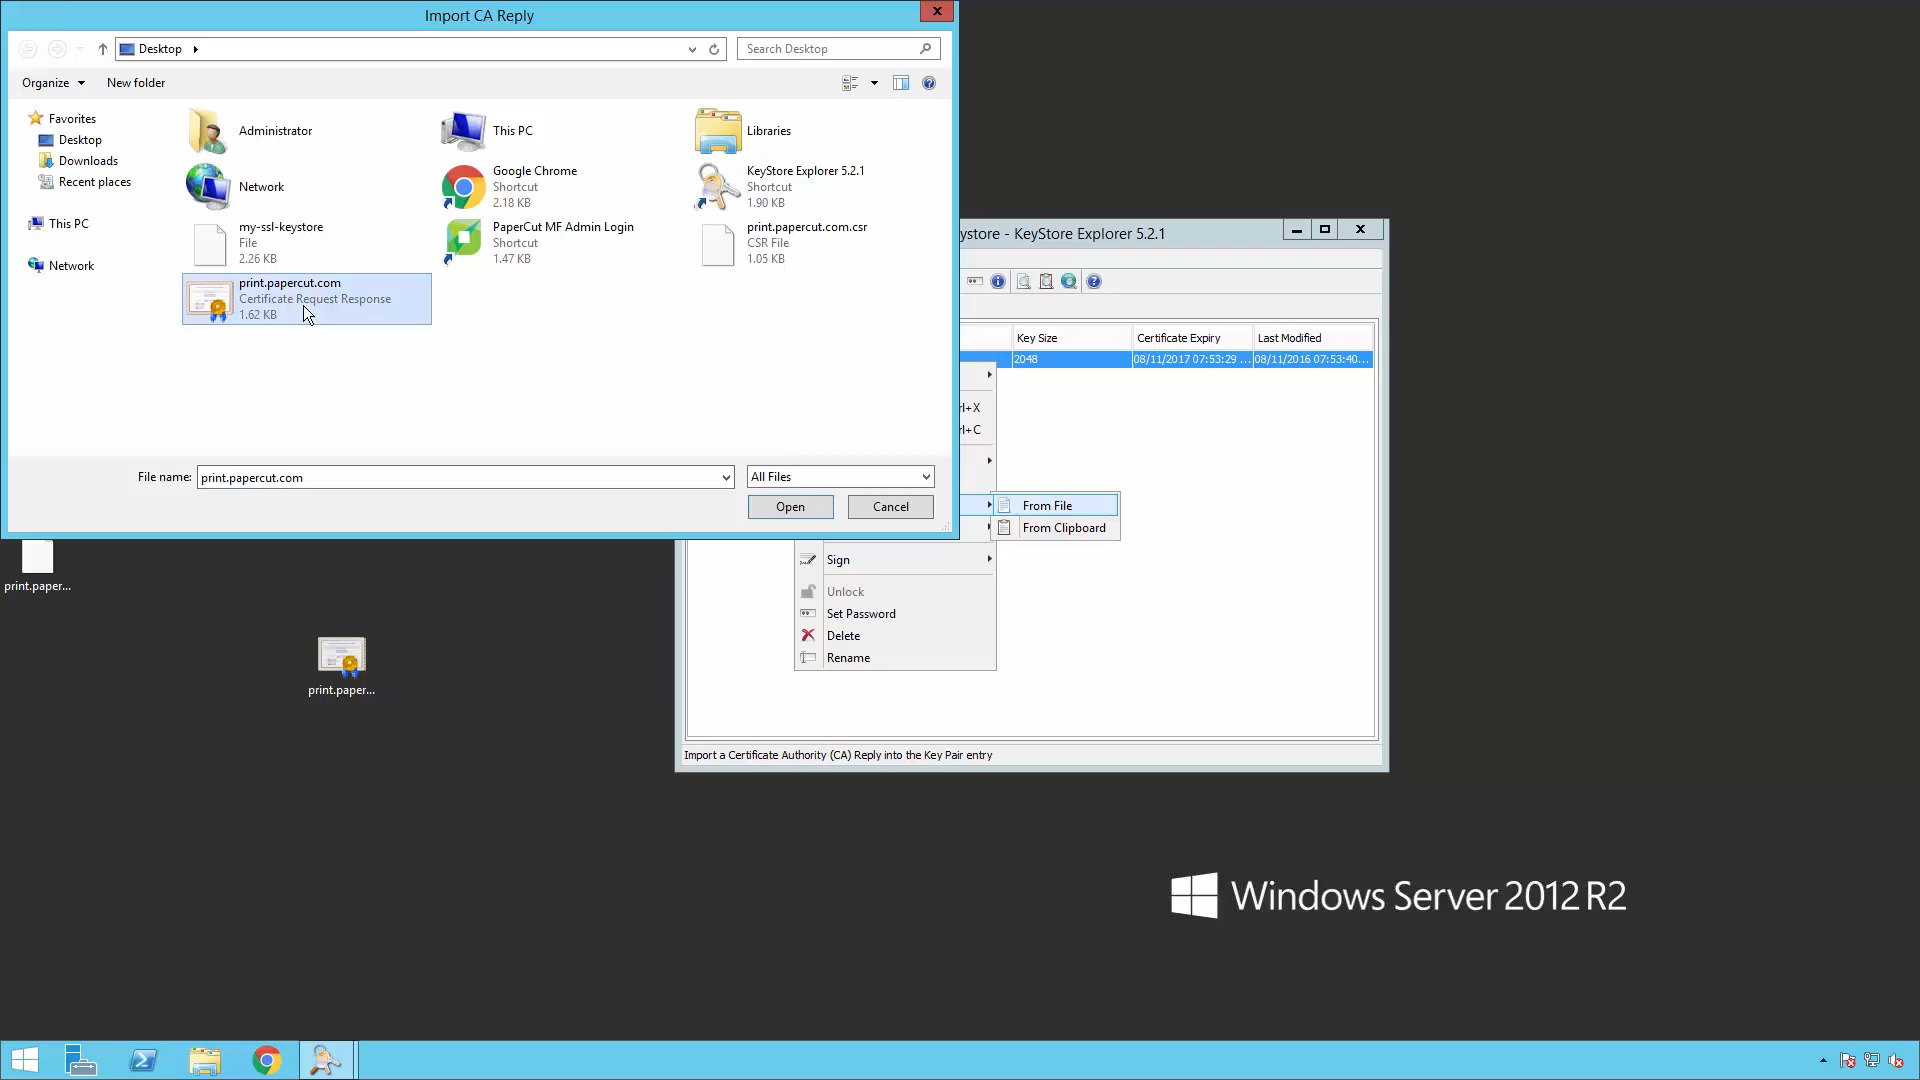 Import CA Reply
Desktop
Search Desktop
Organize
New folder
Favorites
Desktop
Downloads
Recent places
This PC
Network
Administrator
This PC
Libraries
Network
Google Chrome
Shortcut
2.18 KB
KeyStore Explorer 5.2.1
Shortcut
1.90 KB
my-ssl-keystore
File
2.26 KB
PaperCut MF Admin Login
Shortcut
1.47 KB
print.papercut.com.csr
CSR File
1.05 KB
print.papercut.com
Certificate Request Response
1.62 KB
File name:
print.papercut.com
All Files
Open
Cancel
ystore - KeyStore Explorer 5.2.1
Key Size
Certificate Expiry
Last Modified
2048
08/11/2017 07:53:29 ...
08/11/2016 07:53:40...
rl+X
rl+C
From File
From Clipboard
Sign
Unlock
Set Password
Delete
Rename
Import a Certificate Authority (CA) Reply into the Key Pair entry
print.paper...
print.paper...
Windows Server 2012 R2